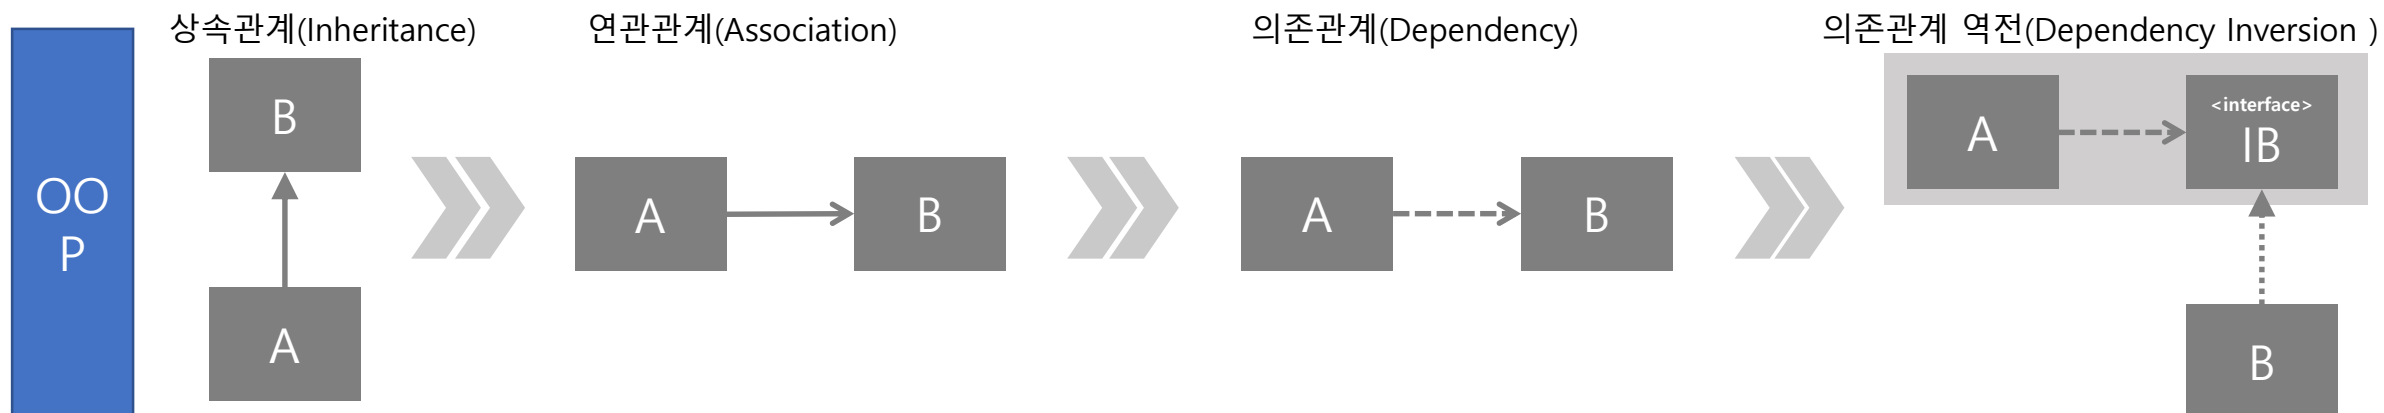 상속관계(Inheritance)
연관관계(Association)
의존관계(Dependency)
의존관계 역전(Dependency Inversion )
OO
P
B
A
A
B
A
B
A
<interface>
IB
B